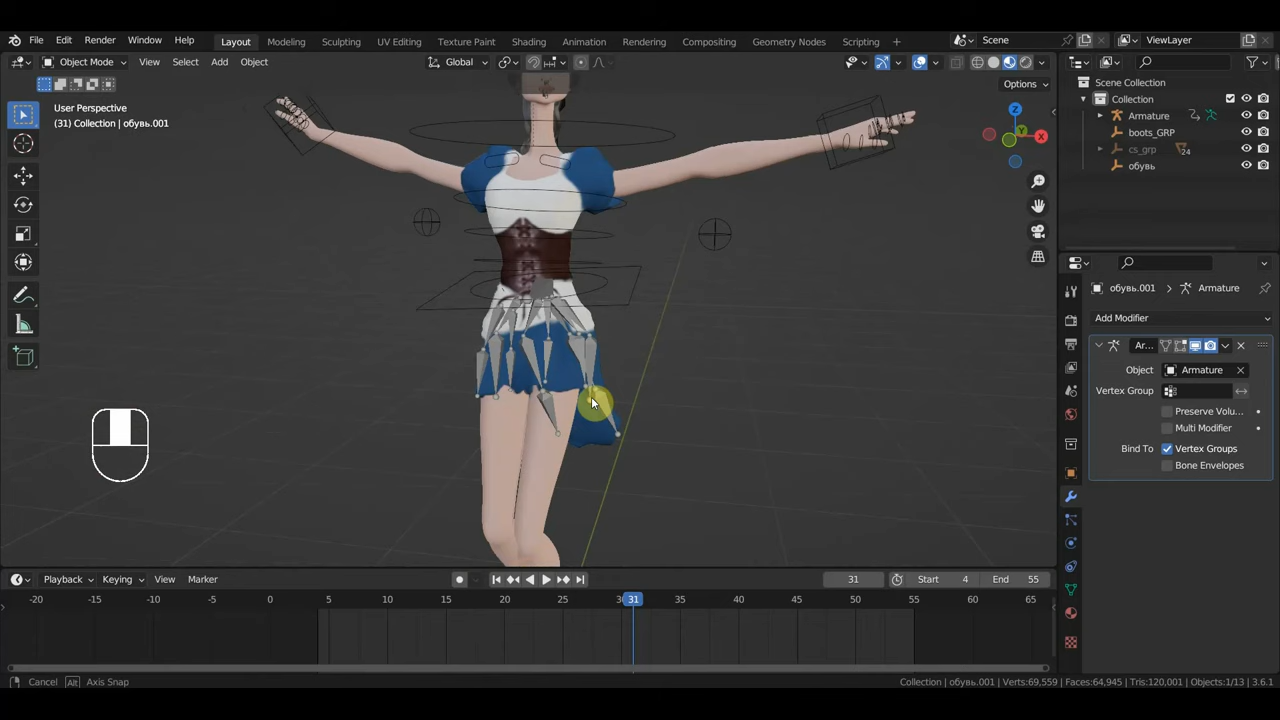 File Edit Render Window Help Layout Modeling Sculpting UV Editing Texture Paint Shading Animation Rendering Compositing Geometry Nodes Scripting + Scene ViewLayer
Object Mode View Select Add Object Global
Options
User Perspective
(31) Collection | обувь.001
Z
Y
X
Scene Collection
Collection
Armature
boots_GRP
cs_grp 24
обувь
обувь.001 > Armature
Add Modifier
Ar...
Object Armature
Vertex Group
Preserve Volu...
Multi Modifier
Bind To Vertex Groups
Bone Envelopes
Playback Keying View Marker 31 Start 4 End 55
-20 -15 -10 -5 0 5 10 15 20 25 31 35 40 45 50 55 60 65
Cancel Alt Axis Snap Collection | обувь.001 | Verts:69,559 | Faces:64,945 | Tris:120,001 | Objects:1/13 | 3.6.1